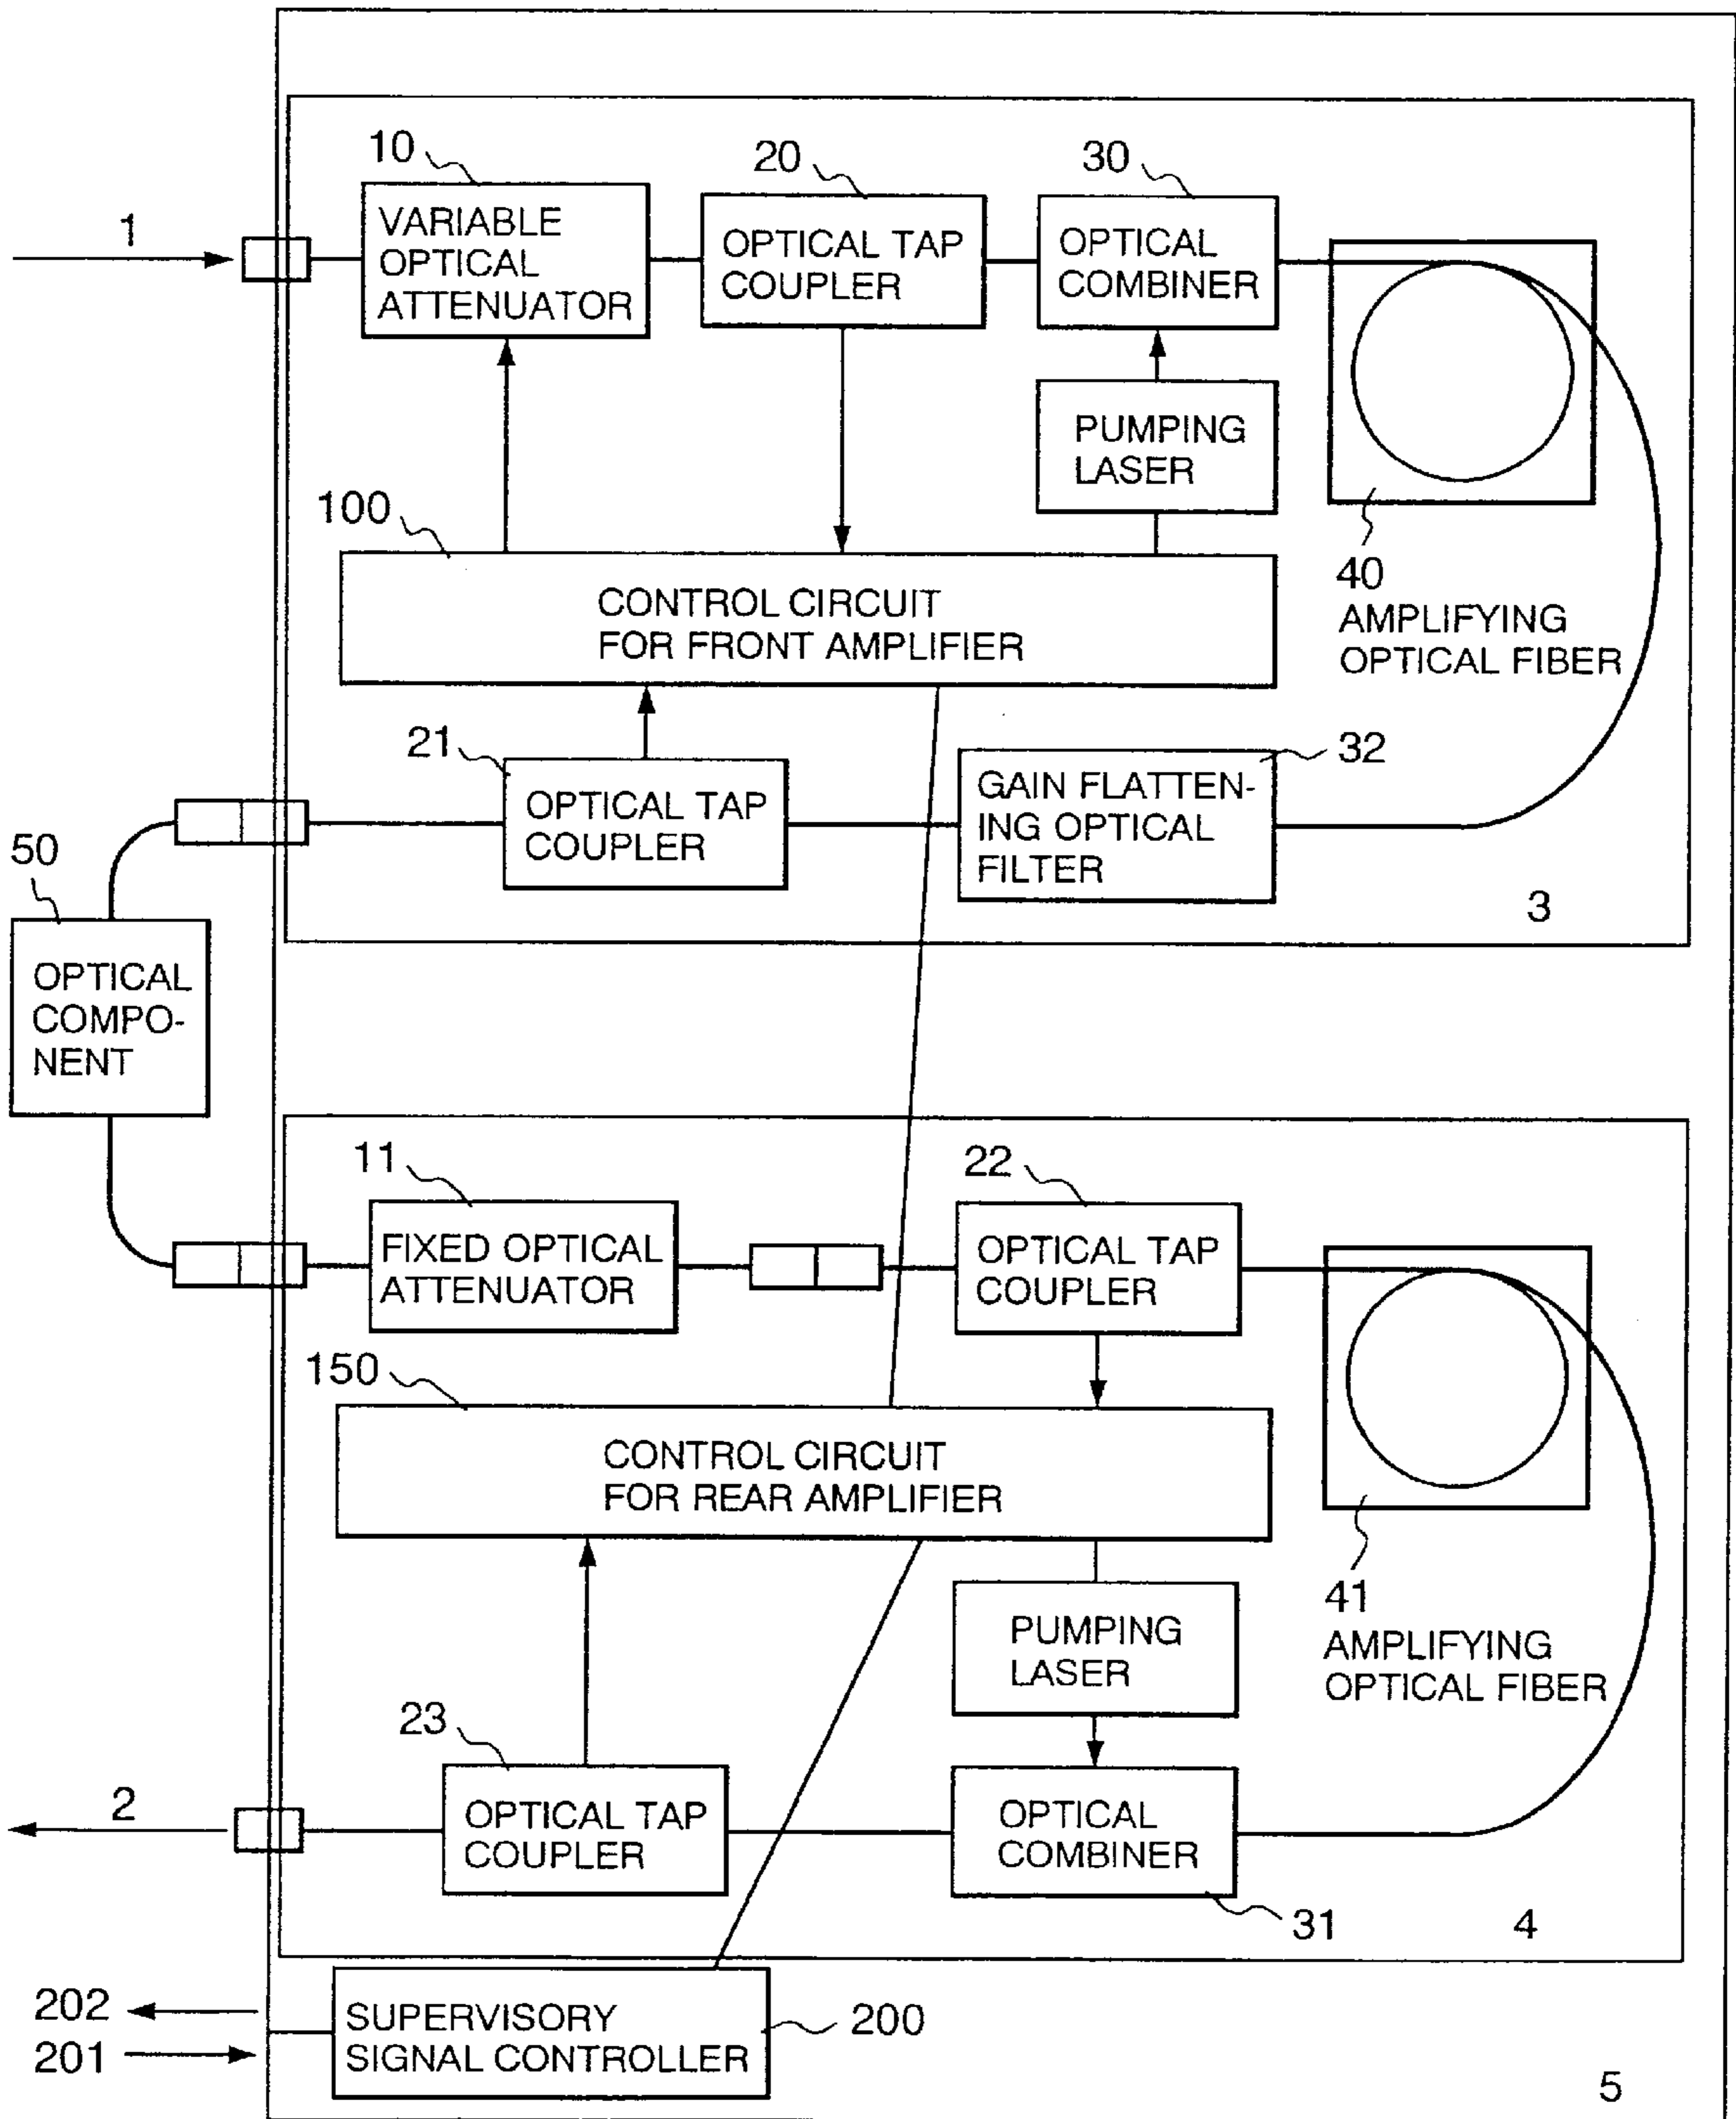 10
20
30
1
VARIABLE
OPTICAL
ATTENUATOR
OPTICAL TAP
COUPLER
OPTICAL
COMBINER
PUMPING
LASER
100
CONTROL CIRCUIT
FOR FRONT AMPLIFIER
40
AMPLIFYING
OPTICAL FIBER
21
32
OPTICAL TAP
COUPLER
GAIN FLATTEN-
ING OPTICAL
FILTER
50
3
OPTICAL
COMPO-
NENT
11
22
FIXED OPTICAL
ATTENUATOR
OPTICAL TAP
COUPLER
150
CONTROL CIRCUIT
FOR REAR AMPLIFIER
41
AMPLIFYING
OPTICAL FIBER
PUMPING
LASER
23
2
OPTICAL TAP
COUPLER
OPTICAL
COMBINER
31
4
202
201
SUPERVISORY
SIGNAL CONTROLLER
200
5